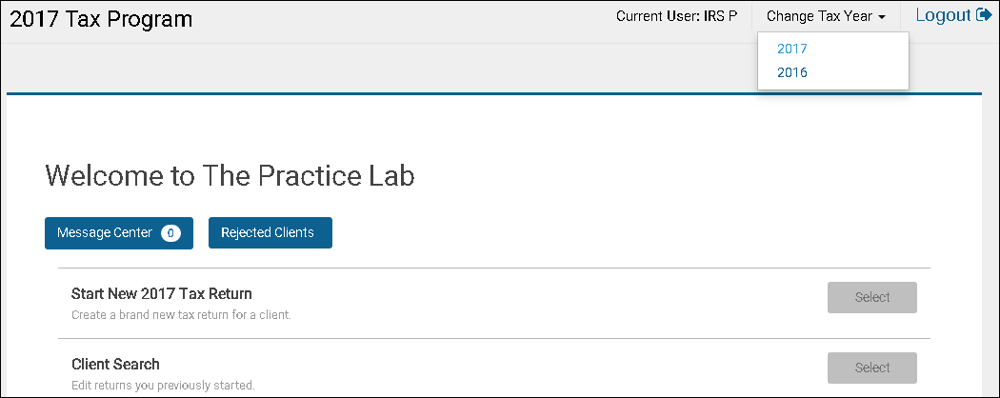 2017 Tax Program
Current User: IRS P
Change Tax Year
Logout
2017
2016
Welcome to The Practice Lab
Message Center 0
Rejected Clients
Start New 2017 Tax Return
Select
Create a brand new tax return for a client.
Client Search
Select
Edit returns you previously started.